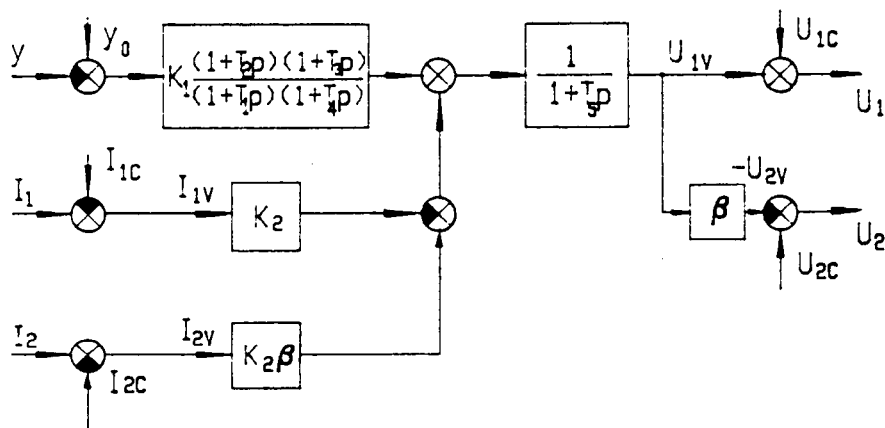 y
y0
K1 (1+T2p)(1+T3p)
(1+T1p)(1+T4p)
1
1+T5p
U1V
U1C
U1
I1
I1C
I1V
K2
-U2V
β
U2
U2C
I2
I2C
I2V
K2β